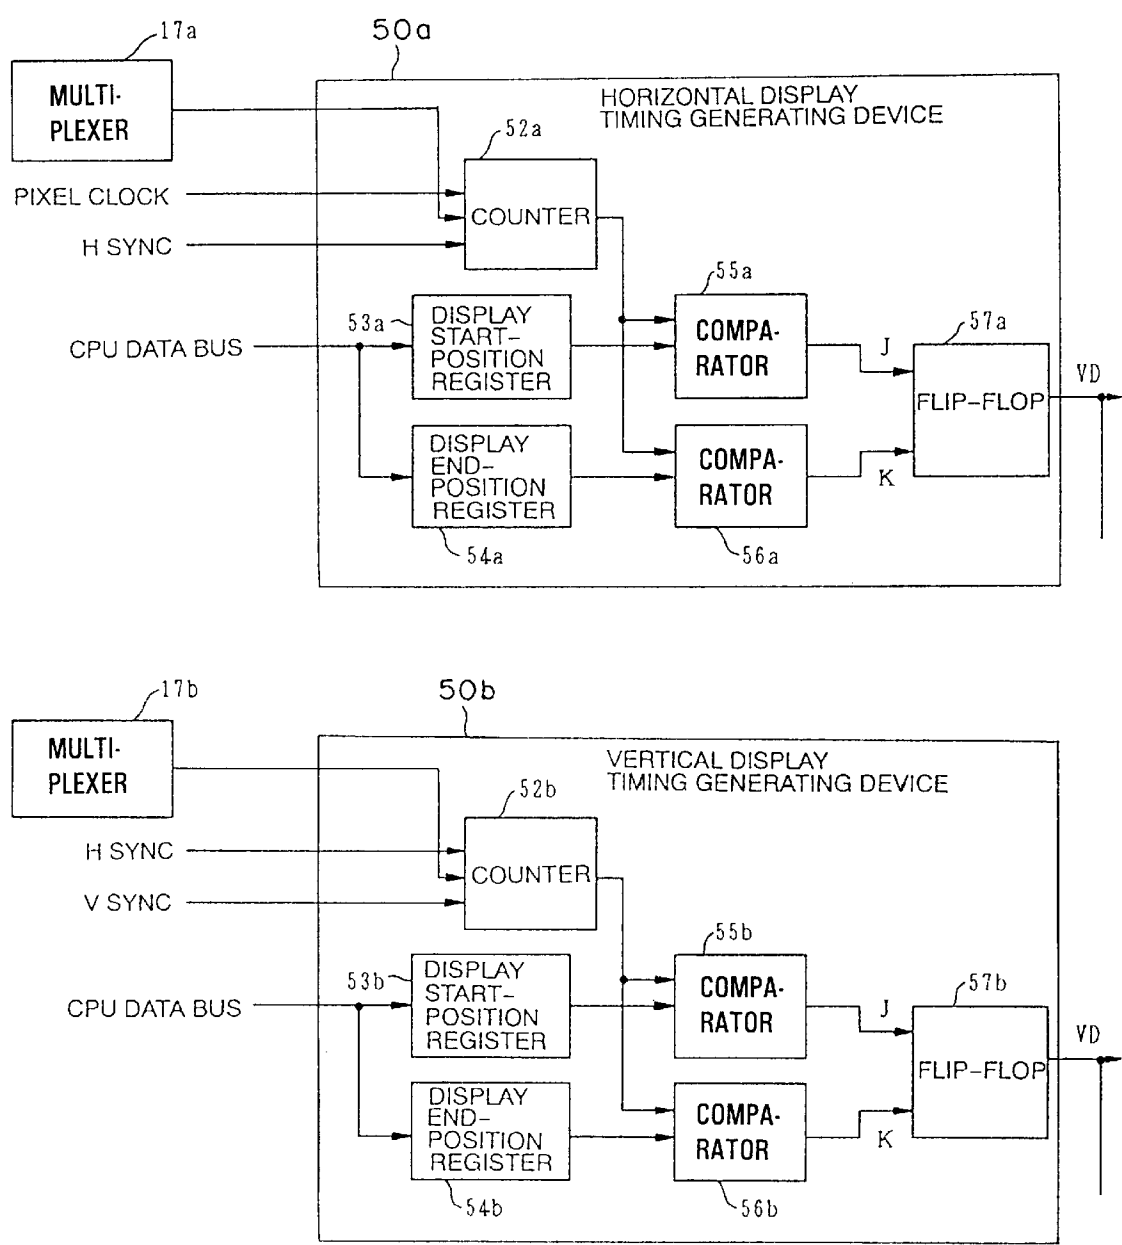 17a
50a
MULTI-
PLEXER
HORIZONTAL DISPLAY
TIMING GENERATING DEVICE
52a
PIXEL CLOCK
COUNTER
H SYNC
55a
53a
DISPLAY
START-
POSITION
REGISTER
COMPA-
RATOR
57a
CPU DATA BUS
J
VD
FLIP-FLOP
DISPLAY
END-
POSITION
REGISTER
COMPA-
RATOR
K
54a
56a
17b
50b
MULTI-
PLEXER
VERTICAL DISPLAY
TIMING GENERATING DEVICE
52b
H SYNC
COUNTER
V SYNC
55b
53b
DISPLAY
START-
POSITION
REGISTER
COMPA-
RATOR
57b
CPU DATA BUS
J
VD
FLIP-FLOP
DISPLAY
END-
POSITION
REGISTER
COMPA-
RATOR
K
54b
56b